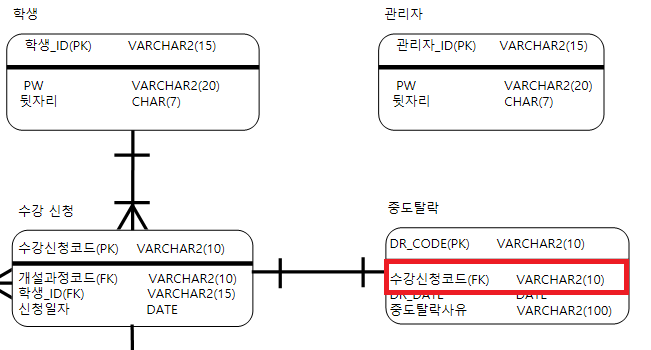 학생
학생_ID(PK) VARCHAR2(15)
PW VARCHAR2(20)
뒷자리 CHAR(7)
관리자
관리자_ID(PK) VARCHAR2(15)
PW VARCHAR2(20)
뒷자리 CHAR(7)
수강 신청
수강신청코드(PK) VARCHAR2(10)
개설과정코드(FK) VARCHAR2(10)
학생_ID(FK) VARCHAR2(15)
신청일자 DATE
중도탈락
DR_CODE(PK) VARCHAR2(10)
수강신청코드(FK) VARCHAR2(10)
DR_DATE DATE
중도탈락사유 VARCHAR2(100)